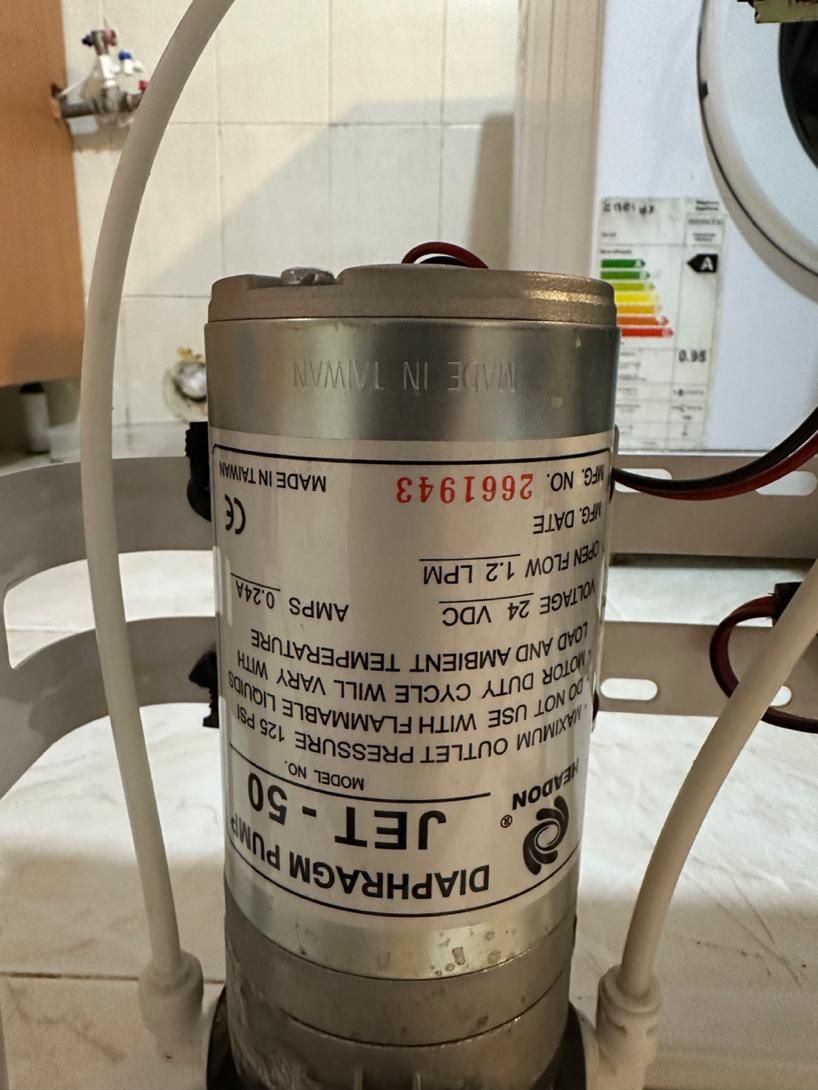 DIAPHRAGM PUMP
HEADON ®
JET - 50
MODEL NO.
* MAXIMUM OUTLET PRESSURE 125 PSI
* DO NOT USE WITH FLAMMABLE LIQUIDS
* MOTOR DUTY CYCLE WILL VARY WITH
LOAD AND AMBIENT TEMPERATURE
VOLTAGE 24 VDC AMPS 0.24A
OPEN FLOW 1.2 LPM
MFG. DATE CE
MFG. NO. 2661943 MADE IN TAIWAN
MADE IN TAIWAN
A
0.95